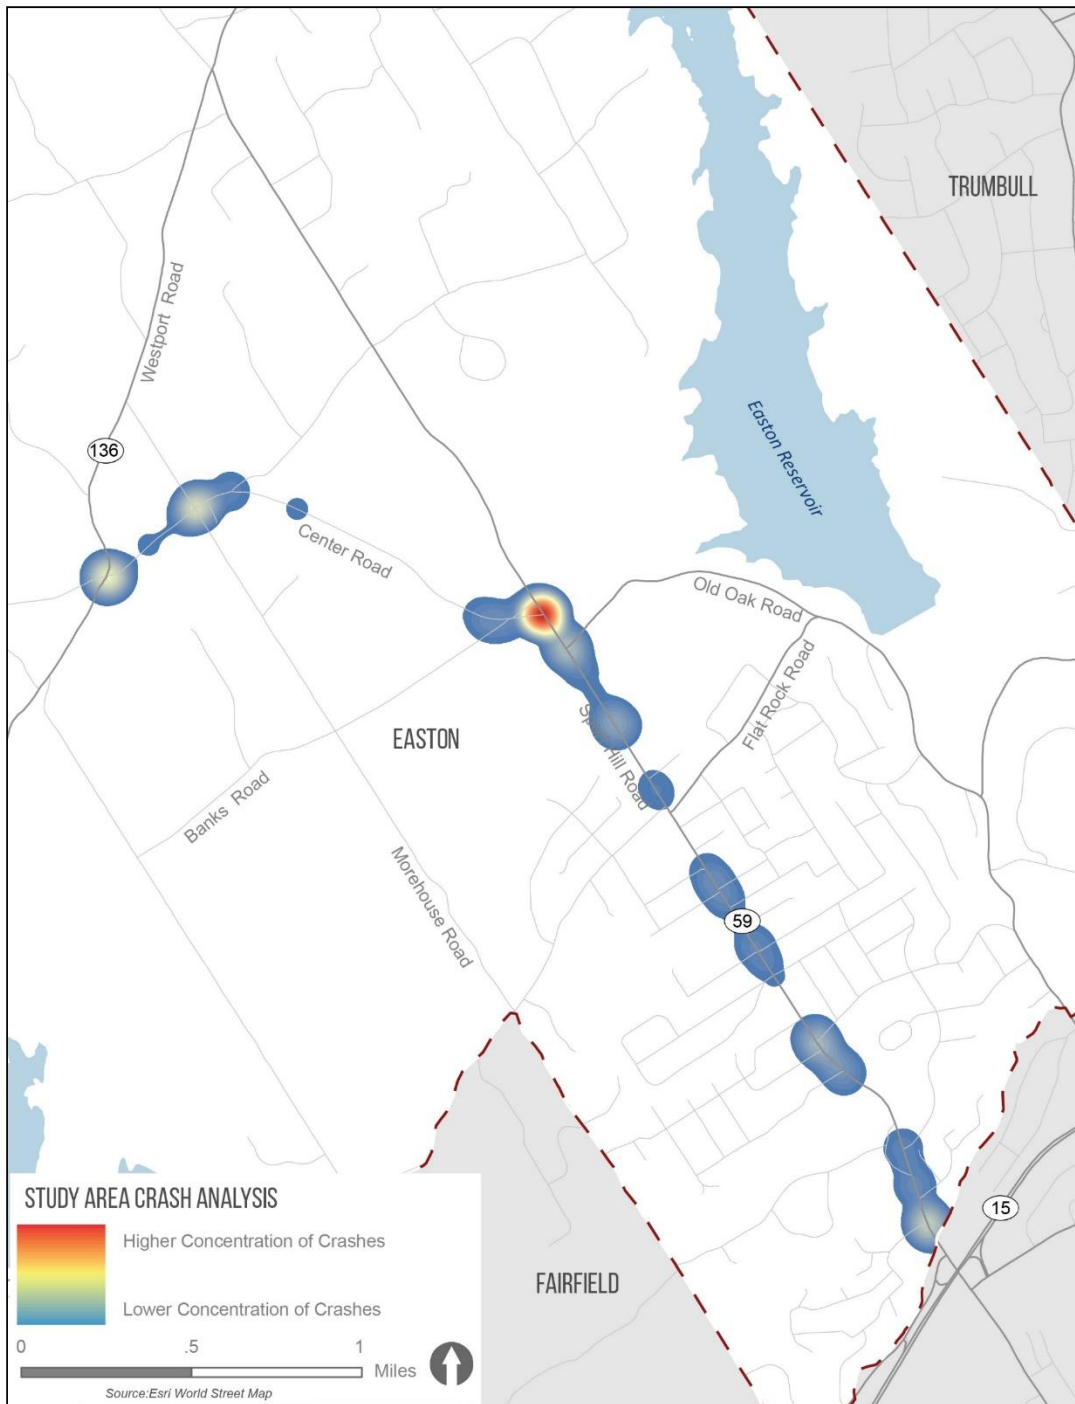 TRUMBULL
Westport Road
136
Easton Reservoir
Center Road
Old Oak Road
Flat Rock Road
EASTON
Hill Road
Banks Road
Morehouse Road
59
15
FAIRFIELD
STUDY AREA CRASH ANALYSIS
Higher Concentration of Crashes
Lower Concentration of Crashes
0 .5 1
Miles
Source:Esri World Street Map